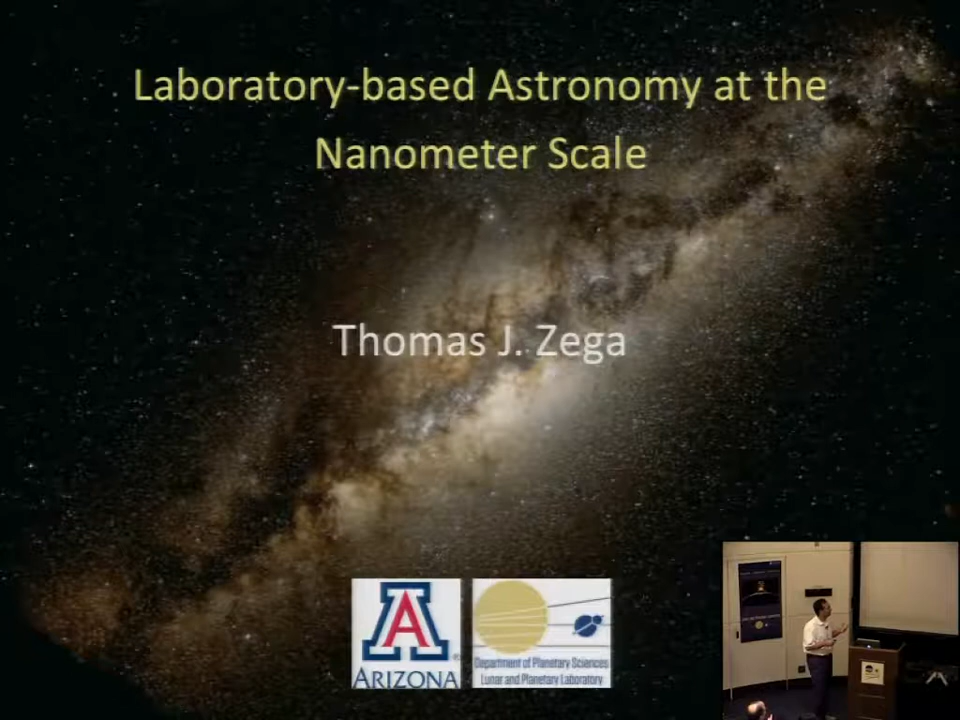 Laboratory-based Astronomy at the
Nanometer Scale
Thomas J. Zega
A
ARIZONA
Department of Planetary Sciences
Lunar and Planetary Laboratory